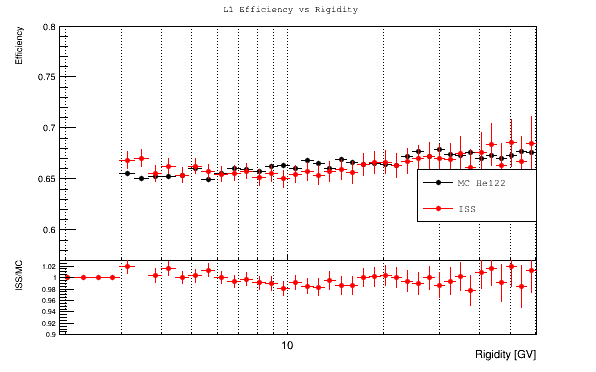 L1 Efficiency vs Rigidity
Efficiency
0.8
0.75
0.7
0.65
0.6
MC He122
ISS
ISS/MC
1.02
1
0.98
0.96
0.94
0.92
0.9
10
Rigidity [GV]